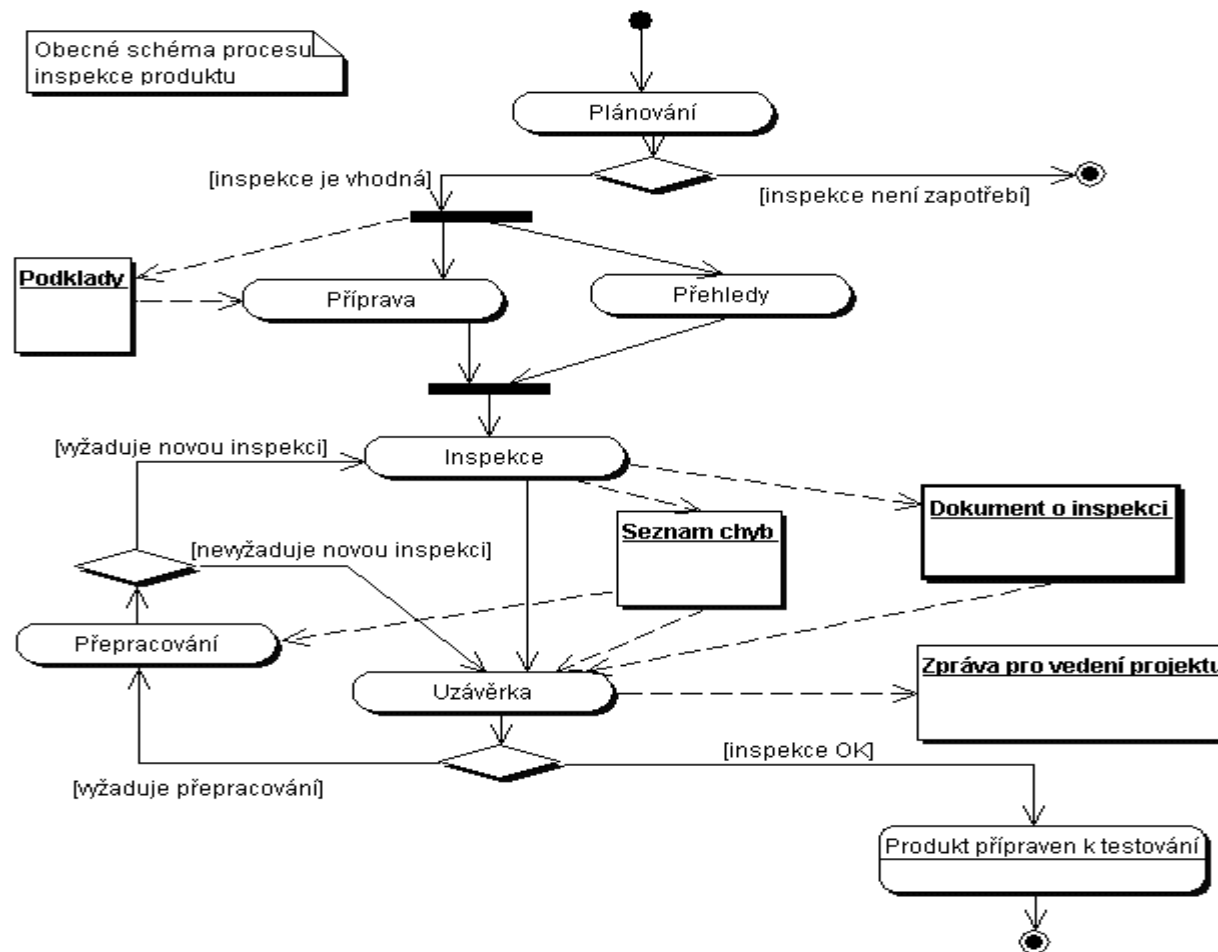 Obecné schéma procesu
inspekce produktu
Plánování
[inspekce je vhodná]
[inspekce není zapotřebí]
Podklady
Příprava
Přehledy
[vyžaduje novou inspekci]
Inspekce
[nevyžaduje novou inspekci]
Seznam chyb
Dokument o inspekci
Přepracování
Uzávěrka
Zpráva pro vedení projektu
[inspekce OK]
[vyžaduje přepracování]
Produkt přípraven k testování